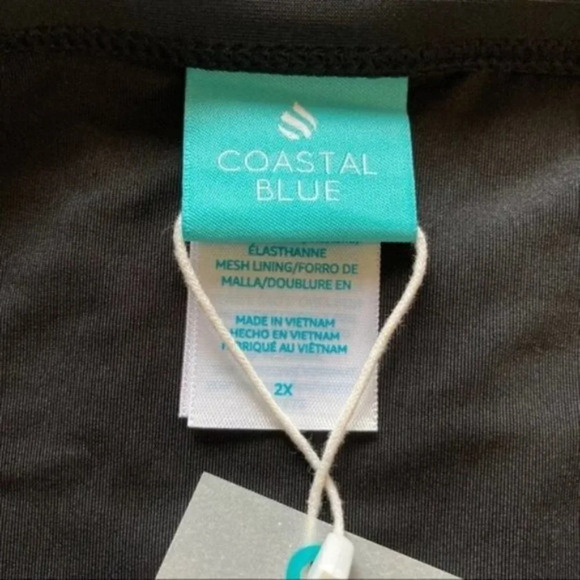 COASTAL
BLUE
ÉLASTHANNE
MESH LINING/FORRO DE
MALLA/DOUBLURE EN
MADE IN VIETNAM
HECHO EN VIETNAM
FABRIQUÉ AU VIÊTNAM
2X